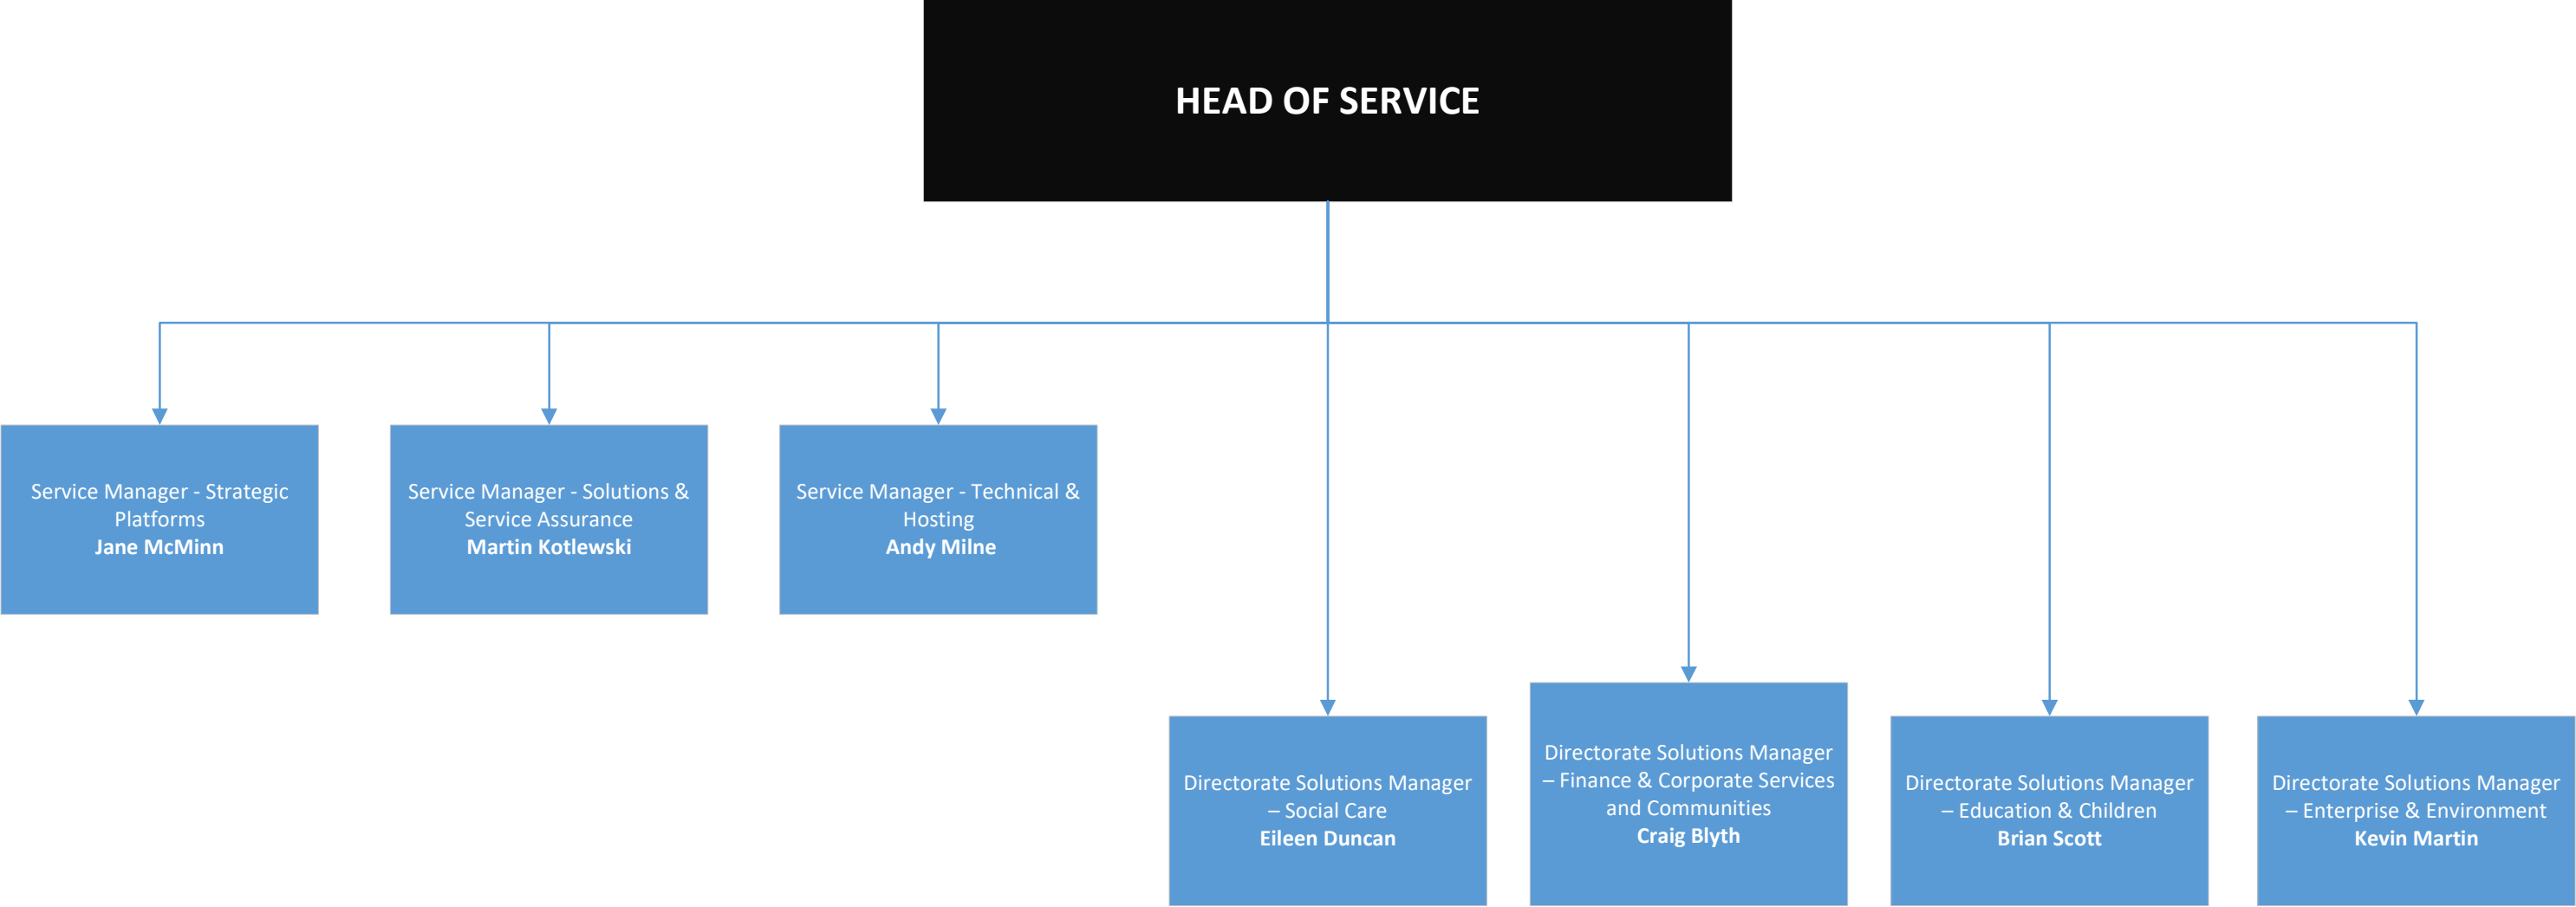 HEAD OF SERVICE
Service Manager - Strategic
Platforms
Jane McMinn
Service Manager - Solutions &
Service Assurance
Martin Kotlewski
Service Manager - Technical &
Hosting
Andy Milne
Directorate Solutions Manager
– Social Care
Eileen Duncan
Directorate Solutions Manager
– Finance & Corporate Services
and Communities
Craig Blyth
Directorate Solutions Manager
– Education & Children
Brian Scott
Directorate Solutions Manager
– Enterprise & Environment
Kevin Martin